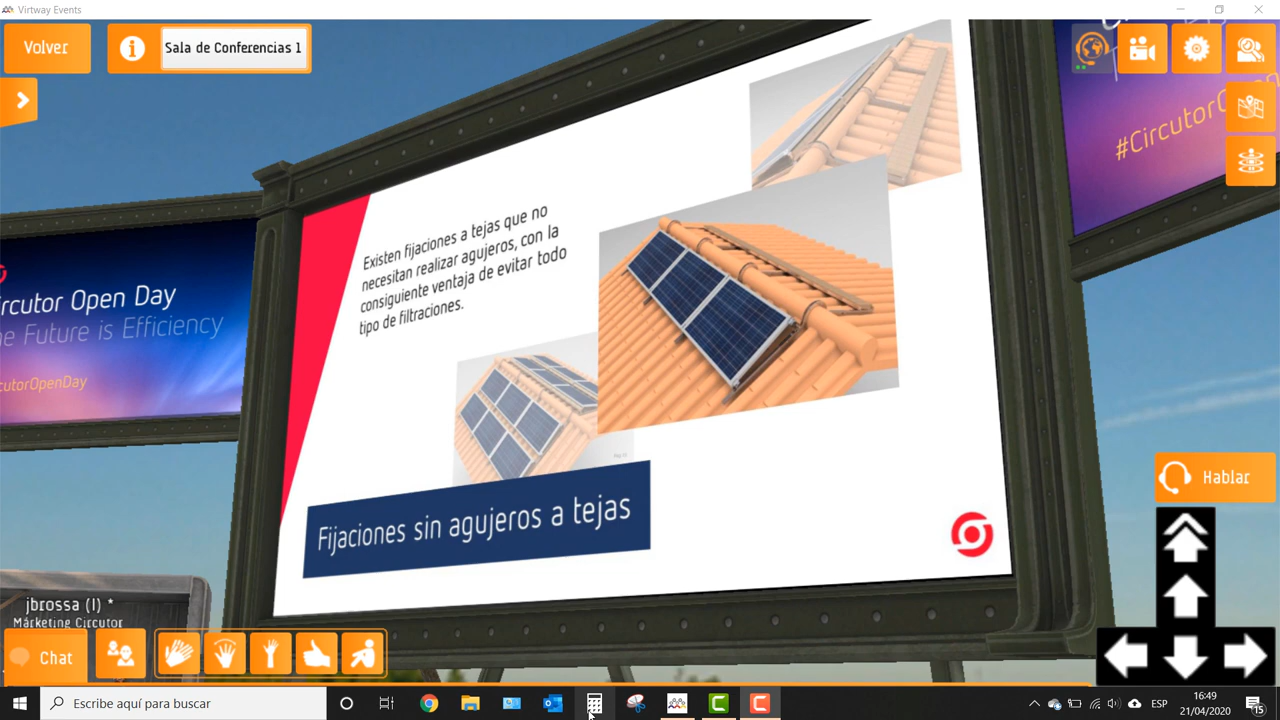 Virtway Events
Volver
Sala de Conferencias 1
Existen fijaciones a tejas que no
necesitan realizar agujeros, con la
consiguiente ventaja de evitar todo
tipo de filtraciones.
Fijaciones sin agujeros a tejas
ircutor Open Day
e Future is Efficiency
cutorOpenDay
#CircutorO
Hablar
jbrossa (I) *
Márketing Circutor
Chat
Escribe aquí para buscar
ESP
16:49
21/04/2020
15